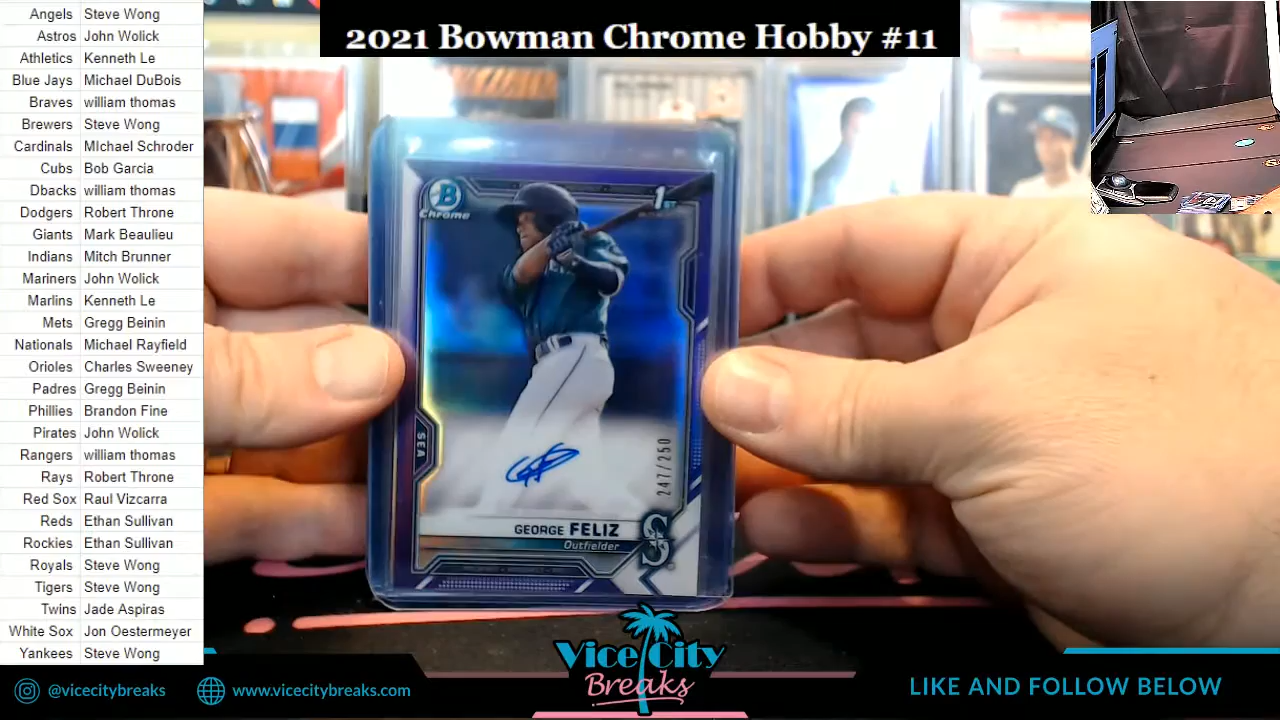 2021 Bowman Chrome Hobby #11
Angels Steve Wong
Astros John Wolick
Athletics Kenneth Le
Blue Jays Michael DuBois
Braves william thomas
Brewers Steve Wong
Cardinals MIchael Schroder
Cubs Bob Garcia
Dbacks william thomas
Dodgers Robert Throne
Giants Mark Beaulieu
Indians Mitch Brunner
Mariners John Wolick
Marlins Kenneth Le
Mets Gregg Beinin
Nationals Michael Rayfield
Orioles Charles Sweeney
Padres Gregg Beinin
Phillies Brandon Fine
Pirates John Wolick
Rangers william thomas
Rays Robert Throne
Red Sox Raul Vizcarra
Reds Ethan Sullivan
Rockies Ethan Sullivan
Royals Steve Wong
Tigers Steve Wong
Twins Jade Aspiras
White Sox Jon Oestermeyer
Yankees Steve Wong
B
Chrome
1ST
SEA
247/250
GEORGE FELIZ
Outfielder
S
@vicecitybreaks
www.vicecitybreaks.com
Vice City
Breaks
LIKE AND FOLLOW BELOW